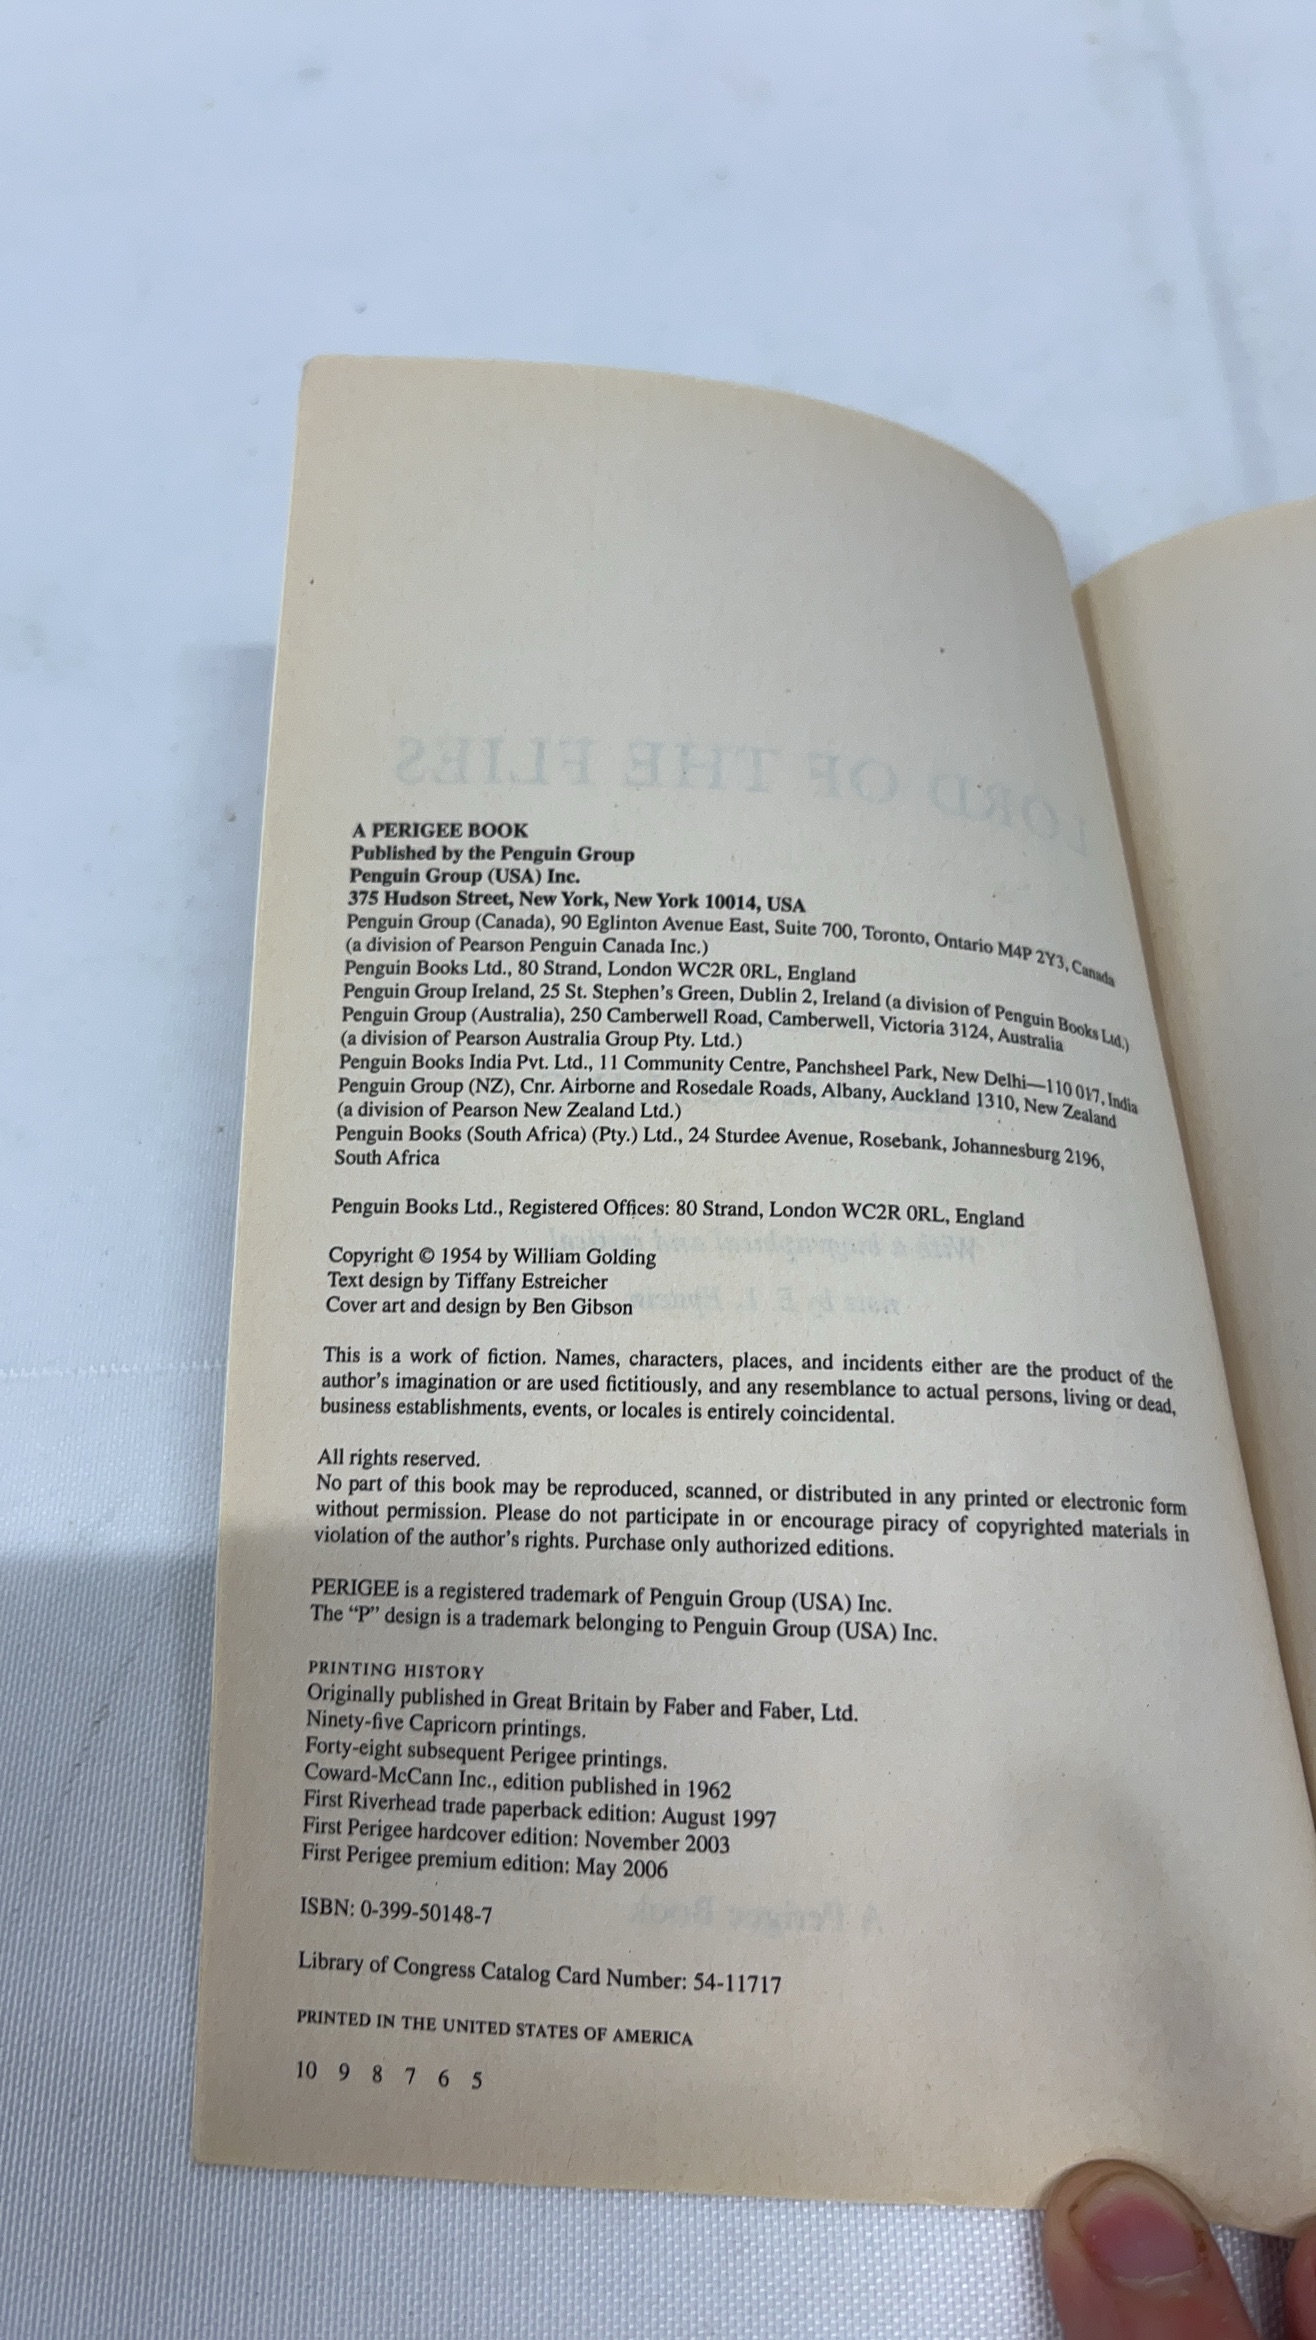 A PERIGEE BOOK
Published by the Penguin Group
Penguin Group (USA) Inc.
375 Hudson Street, New York, New York 10014, USA
Penguin Group (Canada), 90 Eglinton Avenue East, Suite 700, Toronto, Ontario M4P 2Y3, Canada
(a division of Pearson Penguin Canada Inc.)
Penguin Books Ltd., 80 Strand, London WC2R 0RL, England
Penguin Group Ireland, 25 St. Stephen's Green, Dublin 2, Ireland (a division of Penguin Books Ltd.)
Penguin Group (Australia), 250 Camberwell Road, Camberwell, Victoria 3124, Australia
(a division of Pearson Australia Group Pty. Ltd.)
Penguin Books India Pvt. Ltd., 11 Community Centre, Panchsheel Park, New Delhi—110 017, India
Penguin Group (NZ), Cnr. Airborne and Rosedale Roads, Albany, Auckland 1310, New Zealand
(a division of Pearson New Zealand Ltd.)
Penguin Books (South Africa) (Pty.) Ltd., 24 Sturdee Avenue, Rosebank, Johannesburg 2196,
South Africa
Penguin Books Ltd., Registered Offices: 80 Strand, London WC2R 0RL, England
Copyright © 1954 by William Golding
Text design by Tiffany Estreicher
Cover art and design by Ben Gibson
This is a work of fiction. Names, characters, places, and incidents either are the product of the
author's imagination or are used fictitiously, and any resemblance to actual persons, living or dead,
business establishments, events, or locales is entirely coincidental.
All rights reserved.
No part of this book may be reproduced, scanned, or distributed in any printed or electronic form
without permission. Please do not participate in or encourage piracy of copyrighted materials in
violation of the author's rights. Purchase only authorized editions.
PERIGEE is a registered trademark of Penguin Group (USA) Inc.
The “P” design is a trademark belonging to Penguin Group (USA) Inc.
PRINTING HISTORY
Originally published in Great Britain by Faber and Faber, Ltd.
Ninety-five Capricorn printings.
Forty-eight subsequent Perigee printings.
Coward-McCann Inc., edition published in 1962
First Riverhead trade paperback edition: August 1997
First Perigee hardcover edition: November 2003
First Perigee premium edition: May 2006
ISBN: 0-399-50148-7
Library of Congress Catalog Card Number: 54-11717
PRINTED IN THE UNITED STATES OF AMERICA
10 9 8 7 6 5